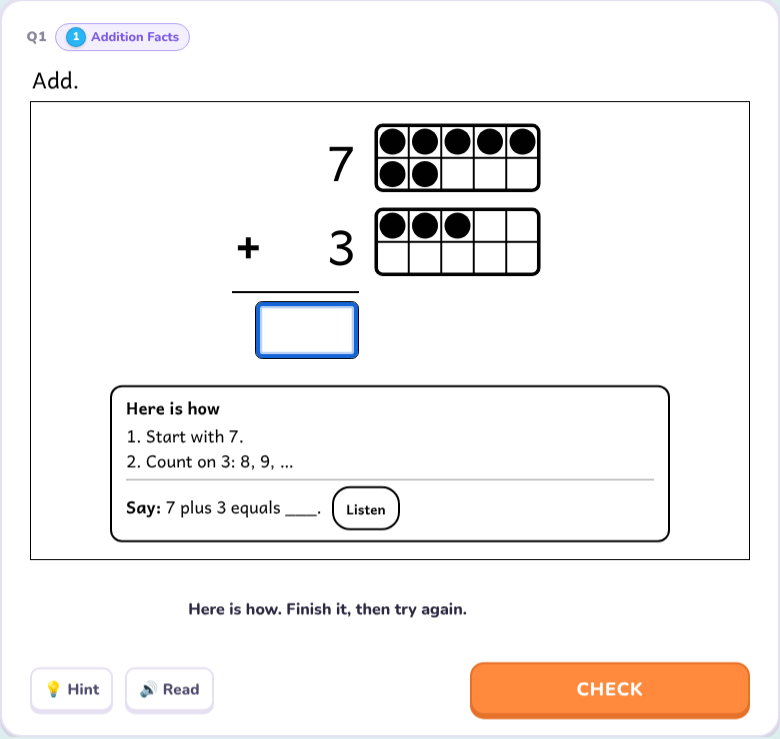 Q1 1 Addition Facts
Add.
7
+ 3
Here is how
1. Start with 7.
2. Count on 3: 8, 9, ...
Say: 7 plus 3 equals ____. Listen
Here is how. Finish it, then try again.
Hint Read CHECK